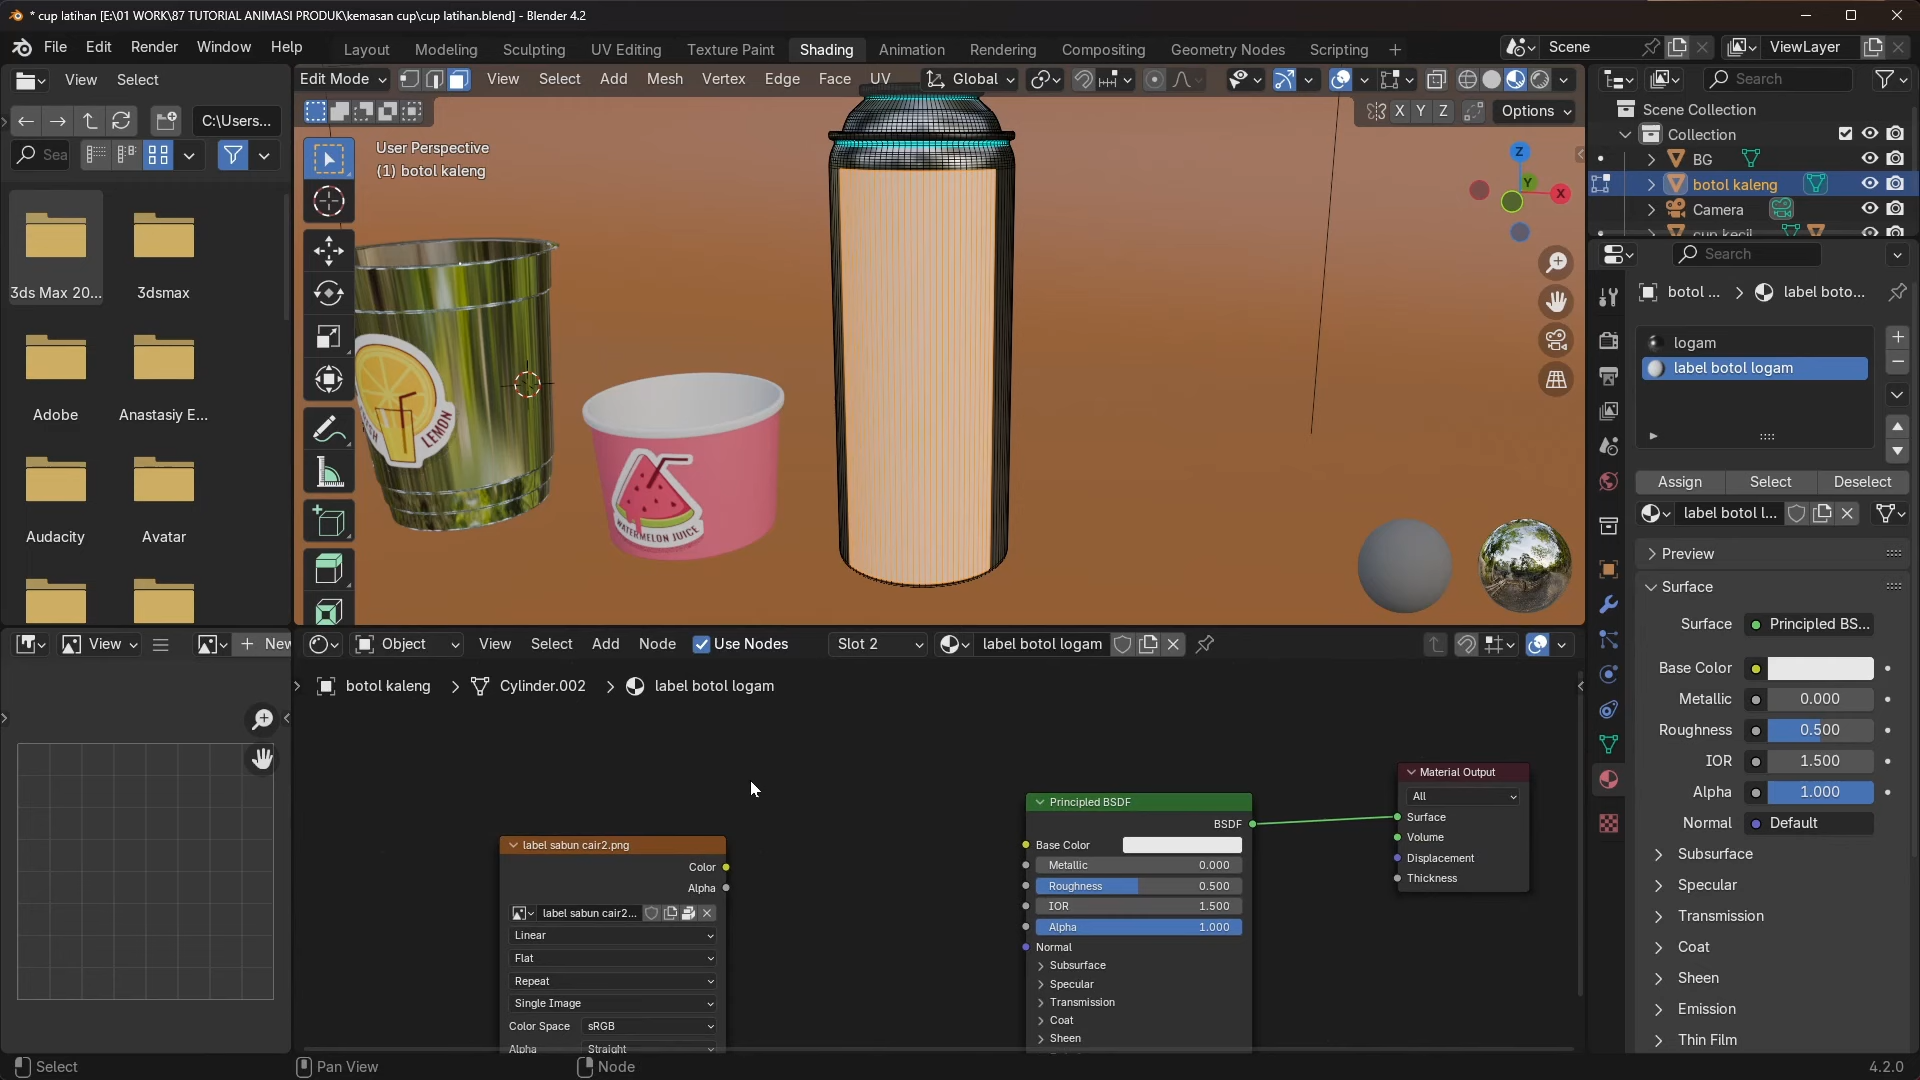 * cup latihan [E:\01 WORK\87 TUTORIAL ANIMASI PRODUK\kemasan cup\cup latihan.blend] - Blender 4.2
File Edit Render Window Help
Layout Modeling Sculpting UV Editing Texture Paint Shading Animation Rendering Compositing Geometry Nodes Scripting +
Scene
ViewLayer
View Select
Edit Mode View Select Add Mesh Vertex Edge Face UV Global
Search
C:\Users...
X Y Z Options
Sea
User Perspective
(1) botol kaleng
Scene Collection
Collection
BG
botol kaleng
Camera
cup kecil
Z
Y
X
3ds Max 20...
3dsmax
Adobe
Anastasiy E...
Audacity
Avatar
LEMON
WATERMELON JUICE
Search
botol ... > label boto...
logam
label botol logam
Assign Select Deselect
label botol l...
Preview
Surface
Surface Principled BS...
Base Color
Metallic 0.000
Roughness 0.500
IOR 1.500
Alpha 1.000
Normal Default
Subsurface
Specular
Transmission
Coat
Sheen
Emission
Thin Film
View
+ New
Object View Select Add Node Use Nodes Slot 2 label botol logam
botol kaleng > Cylinder.002 > label botol logam
label sabun cair2.png
Color
Alpha
label sabun cair2...
Linear
Flat
Repeat
Single Image
Color Space sRGB
Alpha Straight
Principled BSDF
BSDF
Base Color
Metallic 0.000
Roughness 0.500
IOR 1.500
Alpha 1.000
Normal
Subsurface
Specular
Transmission
Coat
Sheen
Material Output
All
Surface
Volume
Displacement
Thickness
Select
Pan View
Node
4.2.0